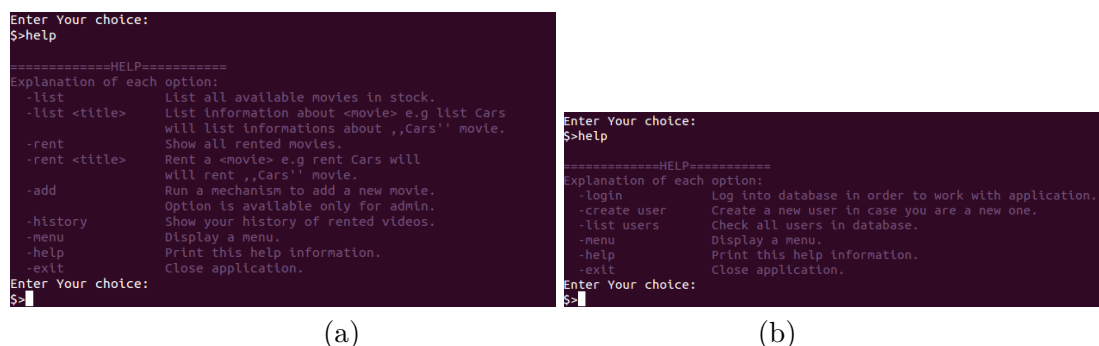 Enter Your choice:
$>help
=============HELP===========
Explanation of each option:
-list List all available movies in stock.
-list <title> List information about <movie> e.g list Cars
will list informations about ,,Cars'' movie.
-rent Show all rented movies.
-rent <title> Rent a <movie> e.g rent Cars will
will rent ,,Cars'' movie.
-add Run a mechanism to add a new movie.
Option is available only for admin.
-history Show your history of rented videos.
-menu Display a menu.
-help Print this help information.
-exit Close application.
Enter Your choice:
$>
(a)
Enter Your choice:
$>help
=============HELP===========
Explanation of each option:
-login Log into database in order to work with application.
-create user Create a new user in case you are a new one.
-list users Check all users in database.
-menu Display a menu.
-help Print this help information.
-exit Close application.
Enter Your choice:
$>
(b)